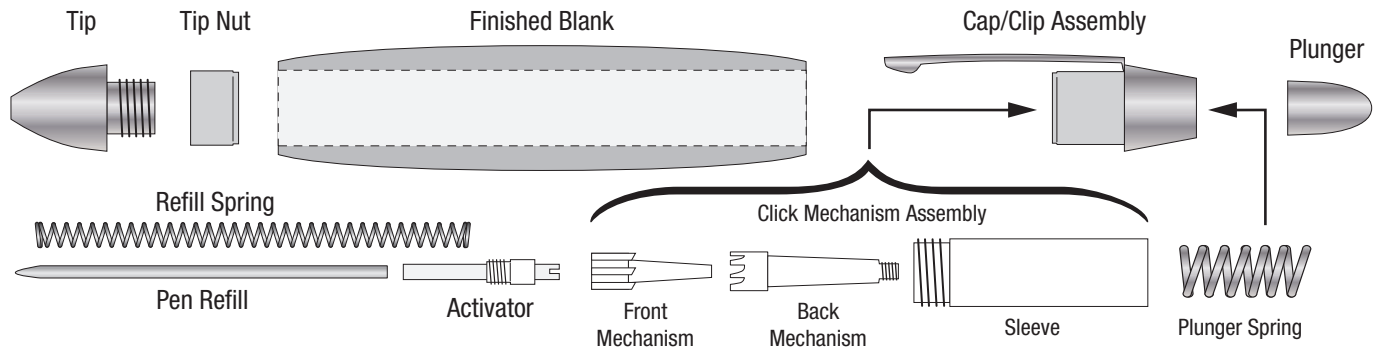 Tip
Tip Nut
Finished Blank
Cap/Clip Assembly
Plunger
Refill Spring
Click Mechanism Assembly
Pen Refill
Activator
Front
Mechanism
Back
Mechanism
Sleeve
Plunger Spring